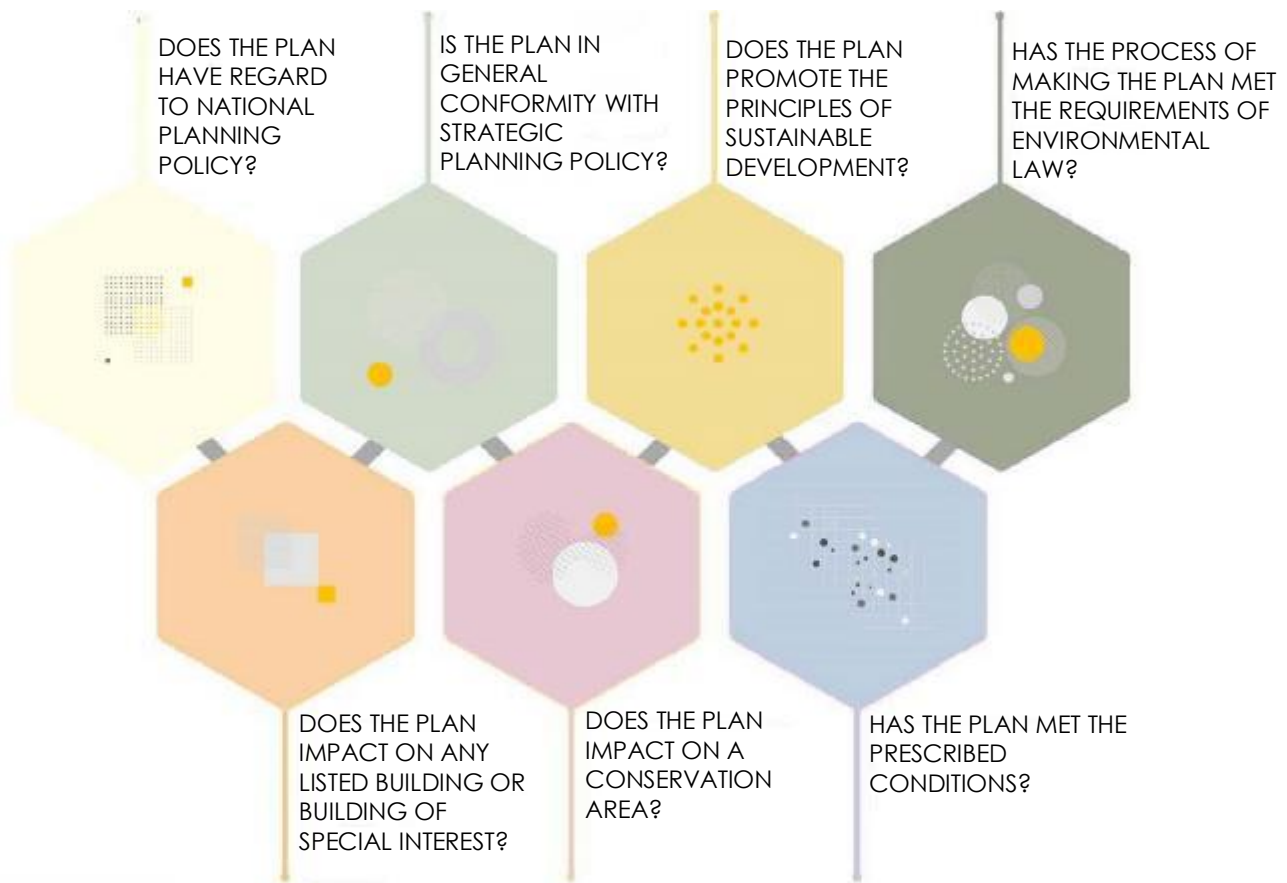 DOES THE PLAN
HAVE REGARD
TO NATIONAL
PLANNING
POLICY?
IS THE PLAN IN
GENERAL
CONFORMITY WITH
STRATEGIC
PLANNING POLICY?
DOES THE PLAN
PROMOTE THE
PRINCIPLES OF
SUSTAINABLE
DEVELOPMENT?
HAS THE PROCESS OF
MAKING THE PLAN MET
THE REQUIREMENTS OF
ENVIRONMENTAL
LAW?
DOES THE PLAN
IMPACT ON ANY
LISTED BUILDING OR
BUILDING OF
SPECIAL INTEREST?
DOES THE PLAN
IMPACT ON A
CONSERVATION
AREA?
HAS THE PLAN MET THE
PRESCRIBED
CONDITIONS?